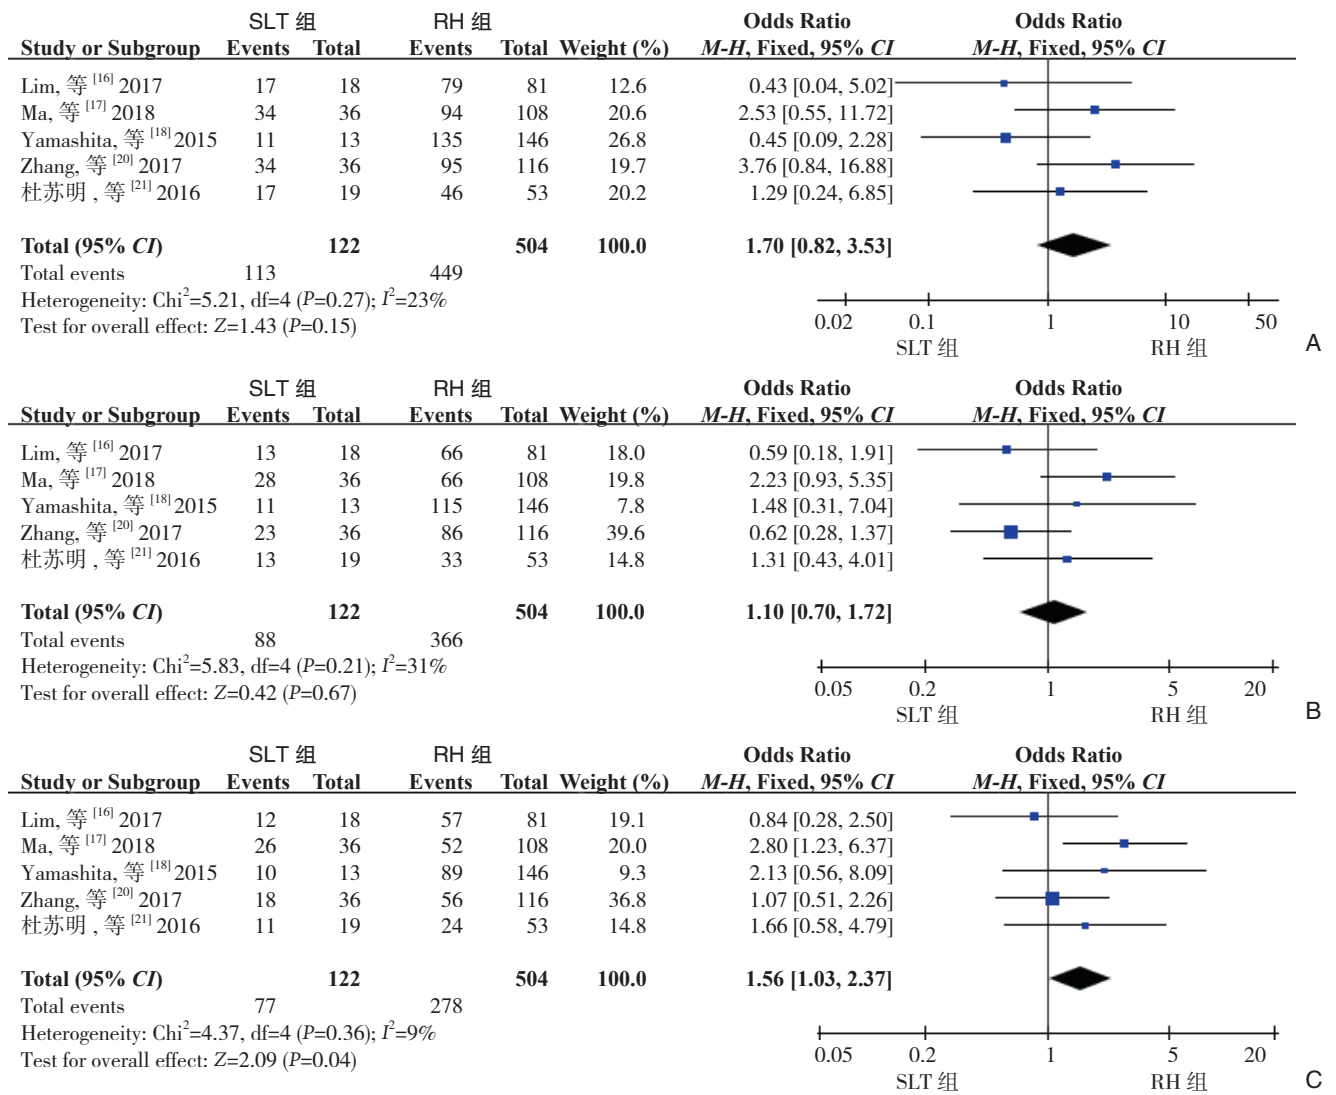 SLT 组 RH 组 Odds Ratio Odds Ratio
Study or Subgroup Events Total Events Total Weight (%) M-H, Fixed, 95% CI M-H, Fixed, 95% CI
Lim, 等 [16] 2017 17 18 79 81 12.6 0.43 [0.04, 5.02]
Ma, 等 [17] 2018 34 36 94 108 20.6 2.53 [0.55, 11.72]
Yamashita, 等 [18] 2015 11 13 135 146 26.8 0.45 [0.09, 2.28]
Zhang, 等 [20] 2017 34 36 95 116 19.7 3.76 [0.84, 16.88]
杜苏明 , 等 [21] 2016 17 19 46 53 20.2 1.29 [0.24, 6.85]
Total (95% CI) 122 504 100.0 1.70 [0.82, 3.53]
Total events 113 449
Heterogeneity: Chi²=5.21, df=4 (P=0.27); I²=23%
Test for overall effect: Z=1.43 (P=0.15)
0.02 0.1 1 10 50
SLT 组 RH 组 A
SLT 组 RH 组 Odds Ratio Odds Ratio
Study or Subgroup Events Total Events Total Weight (%) M-H, Fixed, 95% CI M-H, Fixed, 95% CI
Lim, 等 [16] 2017 13 18 66 81 18.0 0.59 [0.18, 1.91]
Ma, 等 [17] 2018 28 36 66 108 19.8 2.23 [0.93, 5.35]
Yamashita, 等 [18] 2015 11 13 115 146 7.8 1.48 [0.31, 7.04]
Zhang, 等 [20] 2017 23 36 86 116 39.6 0.62 [0.28, 1.37]
杜苏明 , 等 [21] 2016 13 19 33 53 14.8 1.31 [0.43, 4.01]
Total (95% CI) 122 504 100.0 1.10 [0.70, 1.72]
Total events 88 366
Heterogeneity: Chi²=5.83, df=4 (P=0.21); I²=31%
Test for overall effect: Z=0.42 (P=0.67)
0.05 0.2 1 5 20
SLT 组 RH 组 B
SLT 组 RH 组 Odds Ratio Odds Ratio
Study or Subgroup Events Total Events Total Weight (%) M-H, Fixed, 95% CI M-H, Fixed, 95% CI
Lim, 等 [16] 2017 12 18 57 81 19.1 0.84 [0.28, 2.50]
Ma, 等 [17] 2018 26 36 52 108 20.0 2.80 [1.23, 6.37]
Yamashita, 等 [18] 2015 10 13 89 146 9.3 2.13 [0.56, 8.09]
Zhang, 等 [20] 2017 18 36 56 116 36.8 1.07 [0.51, 2.26]
杜苏明 , 等 [21] 2016 11 19 24 53 14.8 1.66 [0.58, 4.79]
Total (95% CI) 122 504 100.0 1.56 [1.03, 2.37]
Total events 77 278
Heterogeneity: Chi²=4.37, df=4 (P=0.36); I²=9%
Test for overall effect: Z=2.09 (P=0.04)
0.05 0.2 1 5 20
SLT 组 RH 组 C